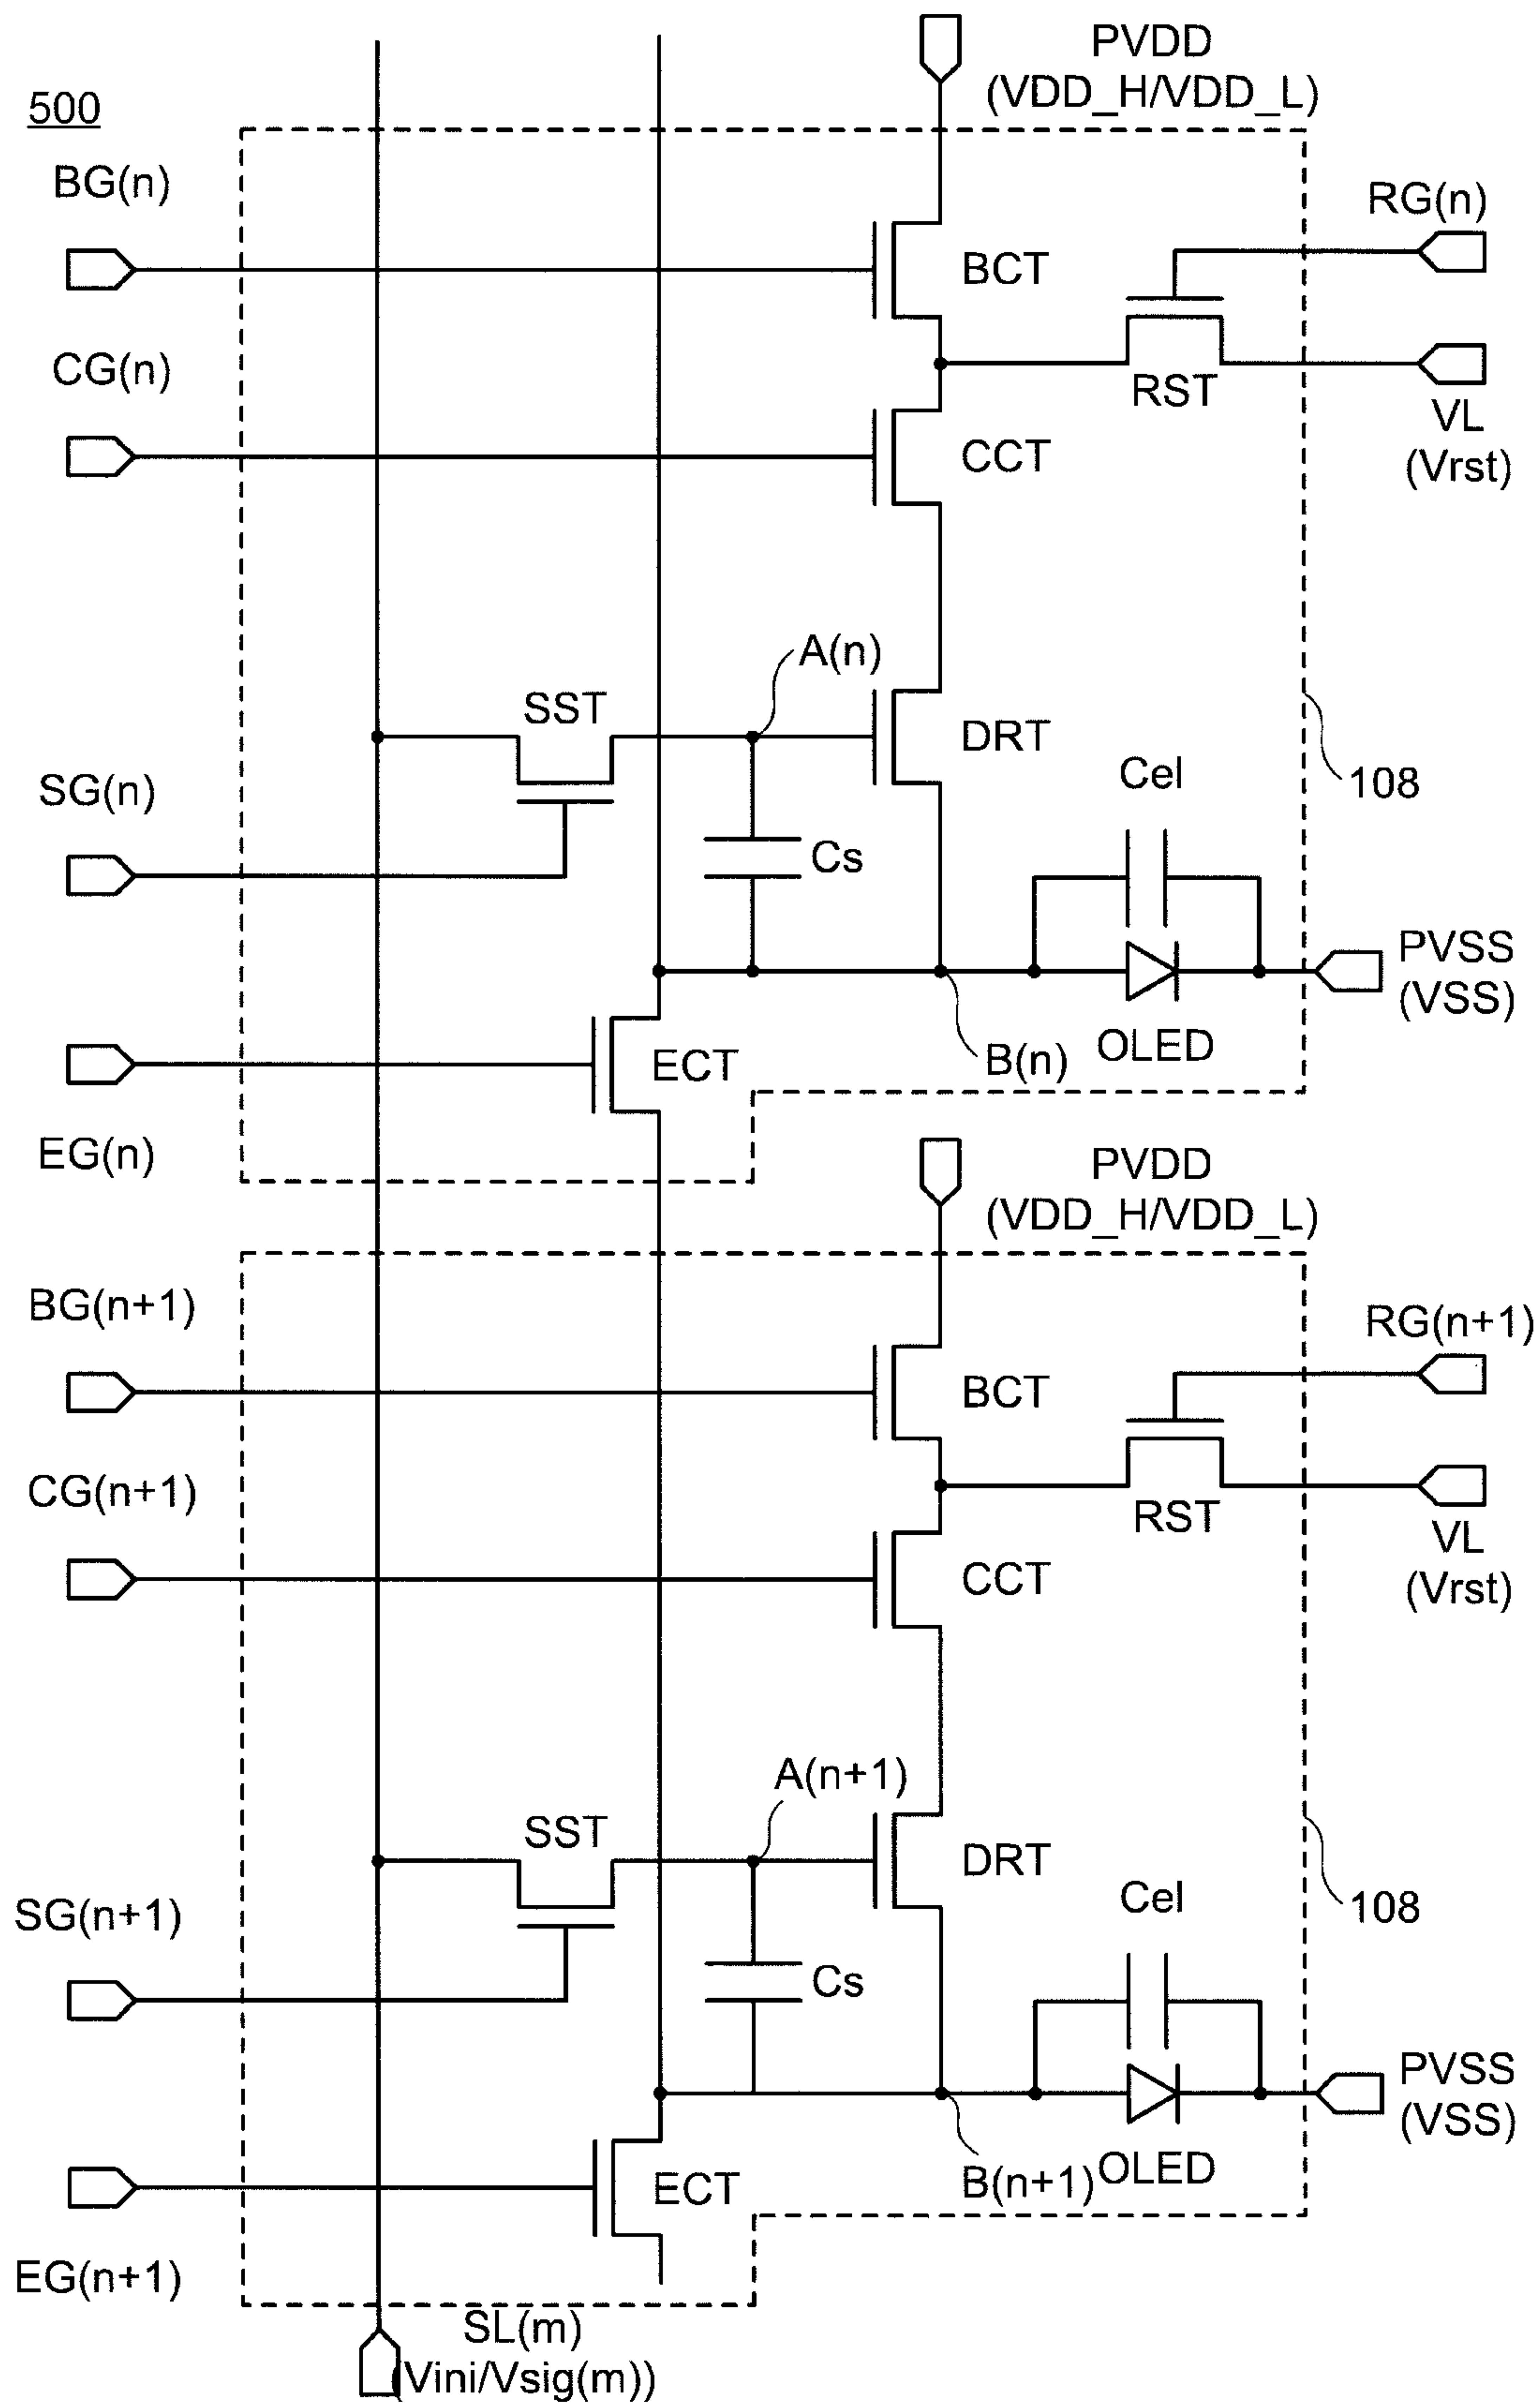 PVDD
(VDD_H/VDD_L)
500
BG(n)
RG(n)
BCT
CG(n)
RST
VL
(Vrst)
CCT
A(n)
SST
DRT
Cel
108
SG(n)
Cs
PVSS
(VSS)
OLED
B(n)
ECT
EG(n)
PVDD
(VDD_H/VDD_L)
BG(n+1)
RG(n+1)
BCT
CG(n+1)
RST
VL
(Vrst)
CCT
A(n+1)
SST
DRT
Cel
108
SG(n+1)
Cs
PVSS
(VSS)
OLED
B(n+1)
ECT
EG(n+1)
SL(m)
(Vini/Vsig(m))